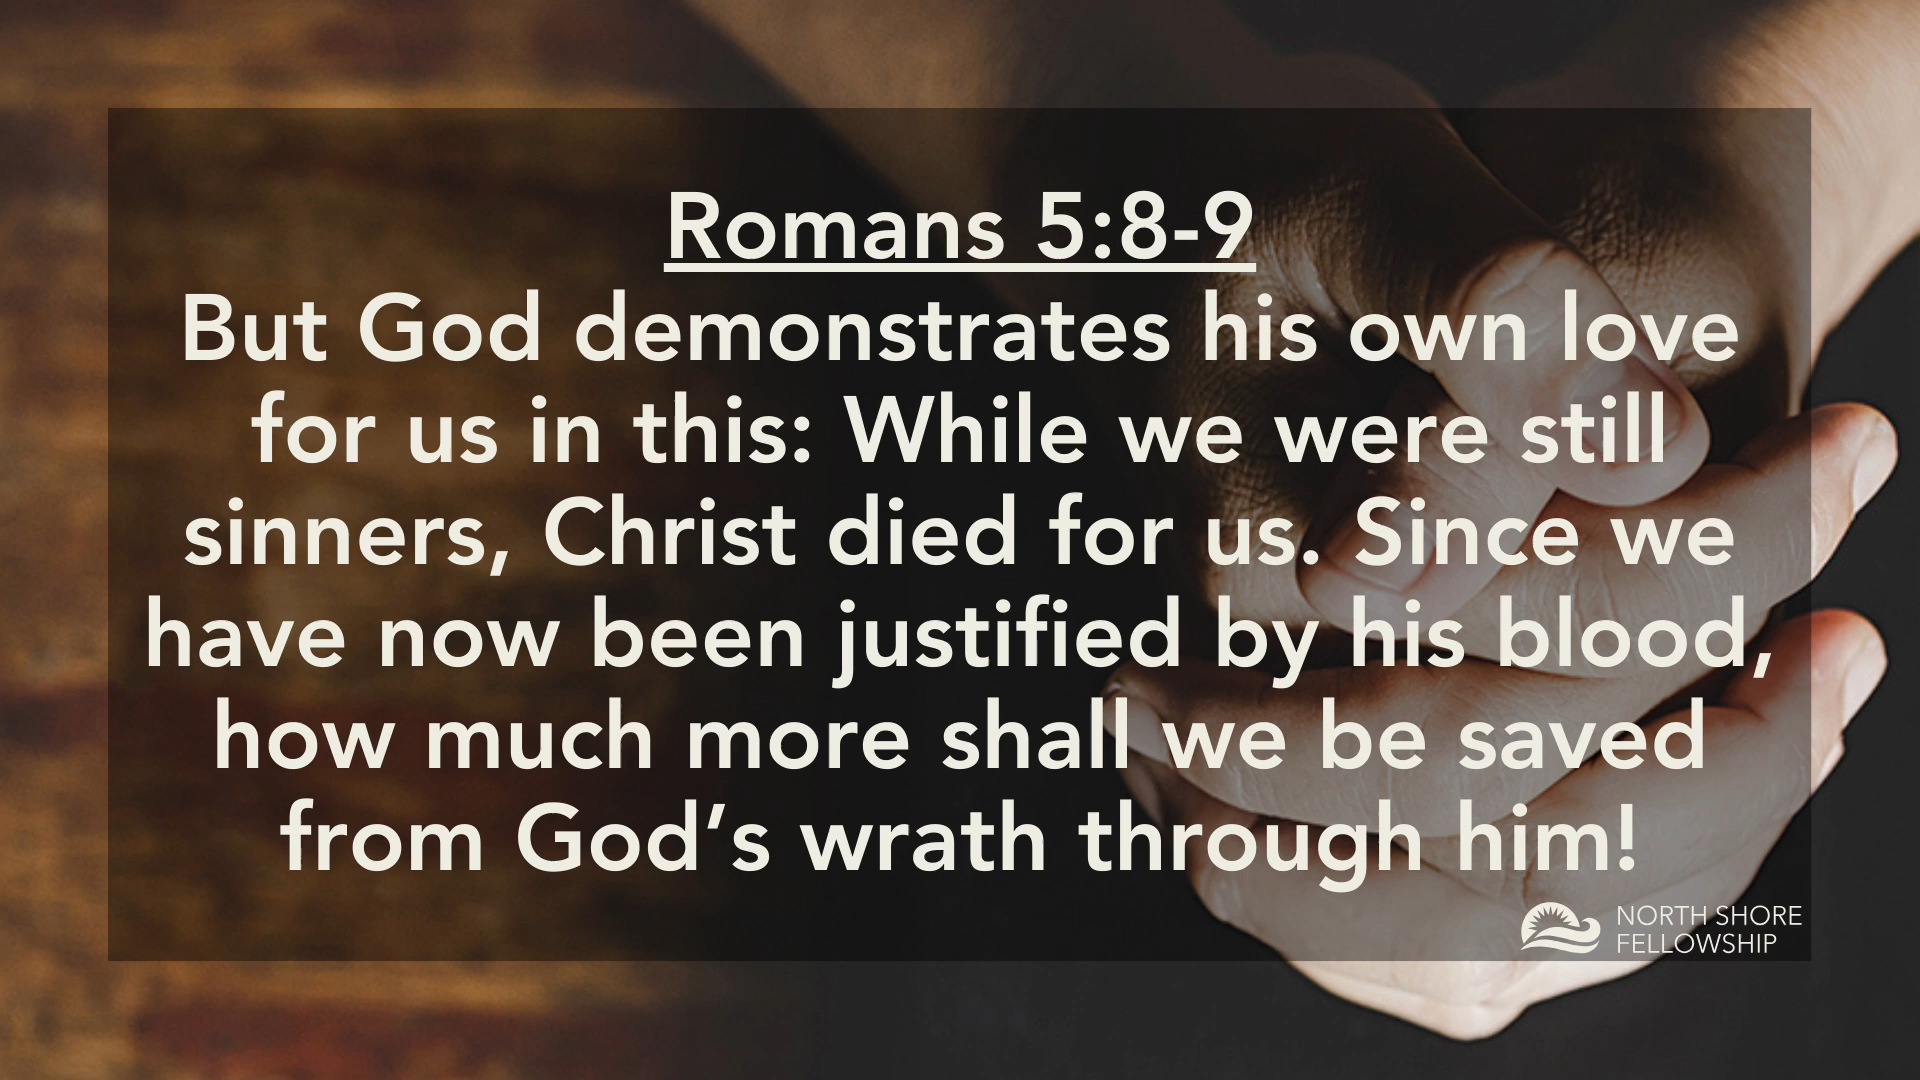 Romans 5:8-9
But God demonstrates his own love
for us in this: While we were still
sinners, Christ died for us. Since we
have now been justified by his blood,
how much more shall we be saved
from God’s wrath through him!
NORTH SHORE
FELLOWSHIP